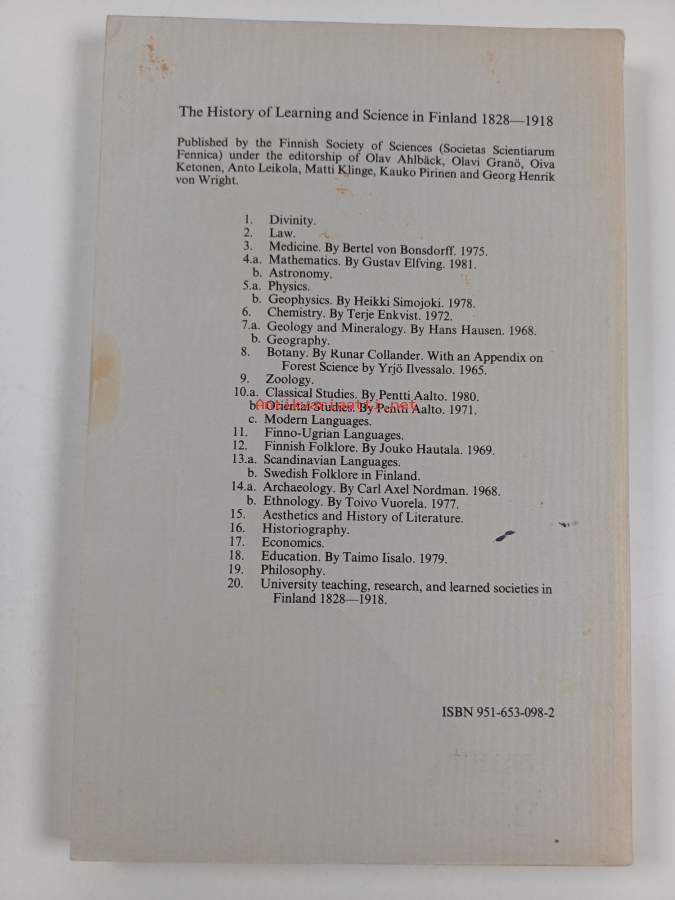 The History of Learning and Science in Finland 1828—1918
Published by the Finnish Society of Sciences (Societas Scientiarum
Fennica) under the editorship of Olav Ahlbäck, Olavi Granö, Oiva
Ketonen, Anto Leikola, Matti Klinge, Kauko Pirinen and Georg Henrik
von Wright.
1. Divinity.
2. Law.
3. Medicine. By Bertel von Bonsdorff. 1975.
4.a. Mathematics. By Gustav Elfving. 1981.
b. Astronomy.
5.a. Physics.
b. Geophysics. By Heikki Simojoki. 1978.
6. Chemistry. By Terje Enkvist. 1972.
7.a. Geology and Mineralogy. By Hans Hausen. 1968.
b. Geography.
8. Botany. By Runar Collander. With an Appendix on
Forest Science by Yrjö Ilvessalo. 1965.
9. Zoology.
10.a. Classical Studies. By Pentti Aalto. 1980.
b. Oriental Studies. By Pentti Aalto. 1971.
Antikvariaatti.net
c. Modern Languages.
11. Finno-Ugrian Languages.
12. Finnish Folklore. By Jouko Hautala. 1969.
13.a. Scandinavian Languages.
b. Swedish Folklore in Finland.
14.a. Archaeology. By Carl Axel Nordman. 1968.
b. Ethnology. By Toivo Vuorela. 1977.
15. Aesthetics and History of Literature.
16. Historiography.
17. Economics.
18. Education. By Taimo Iisalo. 1979.
19. Philosophy.
20. University teaching, research, and learned societies in
Finland 1828—1918.
ISBN 951-653-098-2